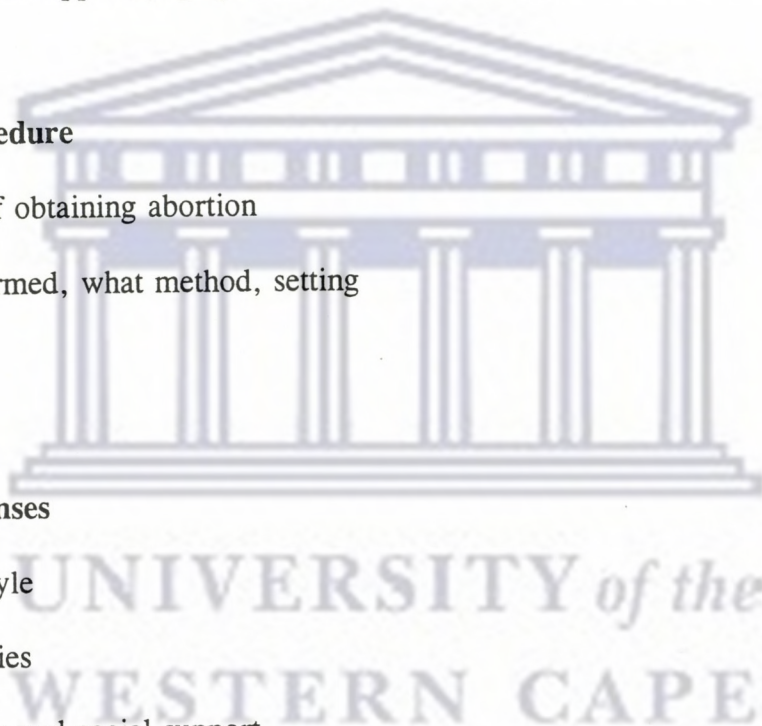 edure
f obtaining abortion
rmed, what method, setting
nses
yle
ies
UNIVERSITY of the
WESTERN CAPE